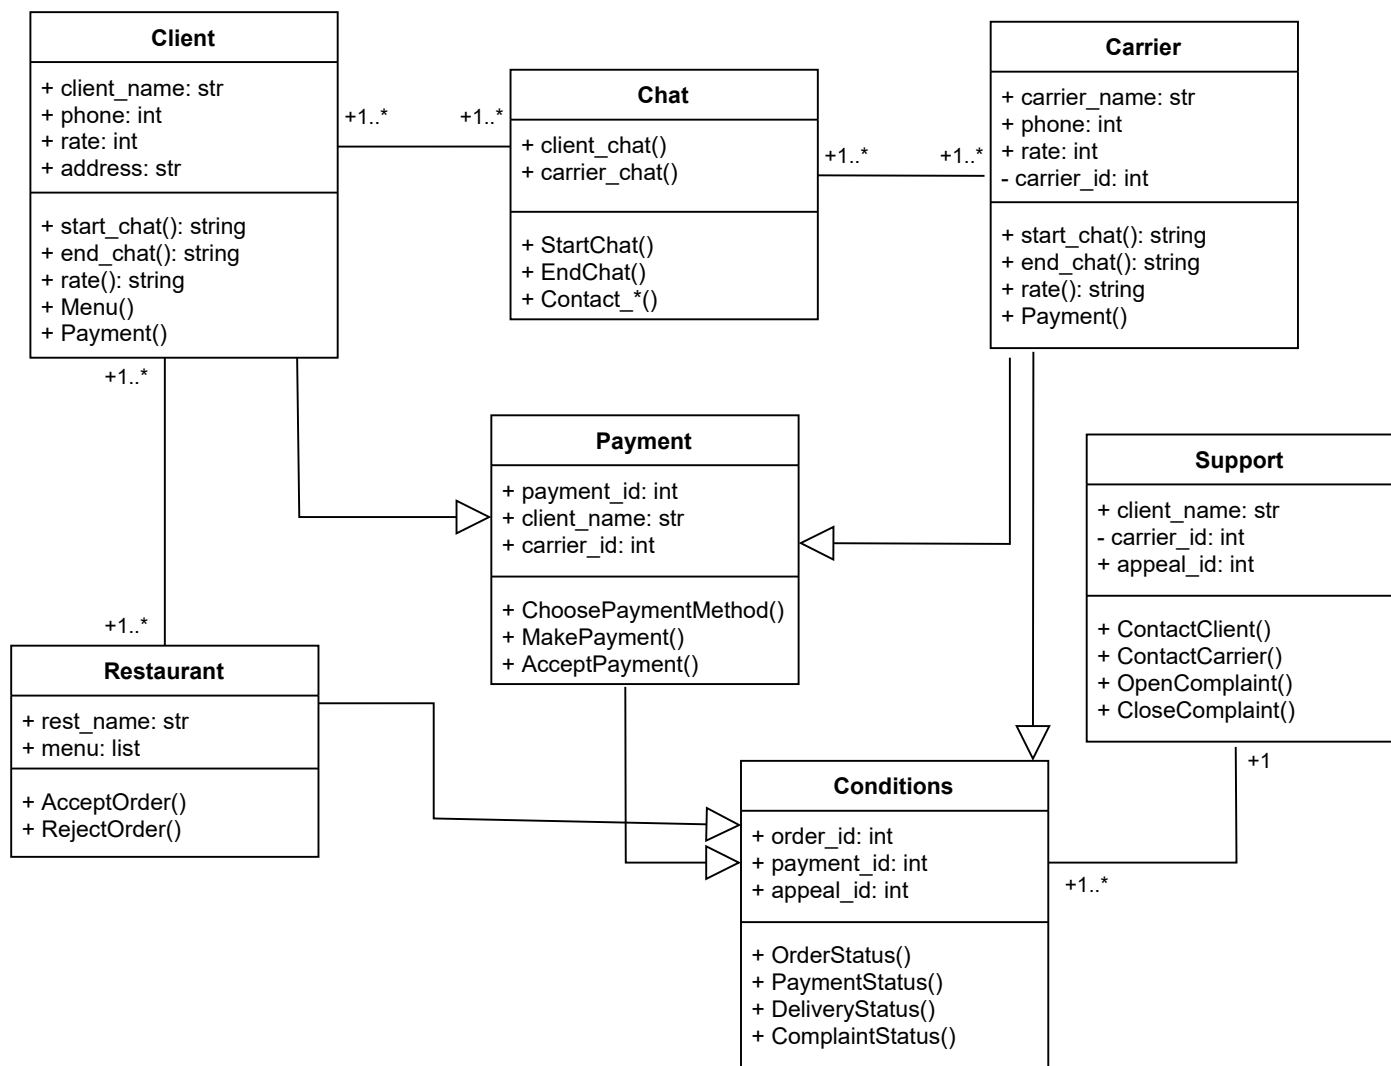 Client
+ client_name: str
+ phone: int
+ rate: int
+ address: str
+ start_chat(): string
+ end_chat(): string
+ rate(): string
+ Menu()
+ Payment()
+1..*
+1..*
Chat
+ client_chat()
+ carrier_chat()
+ StartChat()
+ EndChat()
+ Contact_*()
+1..*
+1..*
Carrier
+ carrier_name: str
+ phone: int
+ rate: int
- carrier_id: int
+ start_chat(): string
+ end_chat(): string
+ rate(): string
+ Payment()
+1..*
+1..*
Payment
+ payment_id: int
+ client_name: str
+ carrier_id: int
+ ChoosePaymentMethod()
+ MakePayment()
+ AcceptPayment()
Support
+ client_name: str
- carrier_id: int
+ appeal_id: int
+ ContactClient()
+ ContactCarrier()
+ OpenComplaint()
+ CloseComplaint()
+1
+1..*
Restaurant
+ rest_name: str
+ menu: list
+ AcceptOrder()
+ RejectOrder()
Conditions
+ order_id: int
+ payment_id: int
+ appeal_id: int
+ OrderStatus()
+ PaymentStatus()
+ DeliveryStatus()
+ ComplaintStatus()